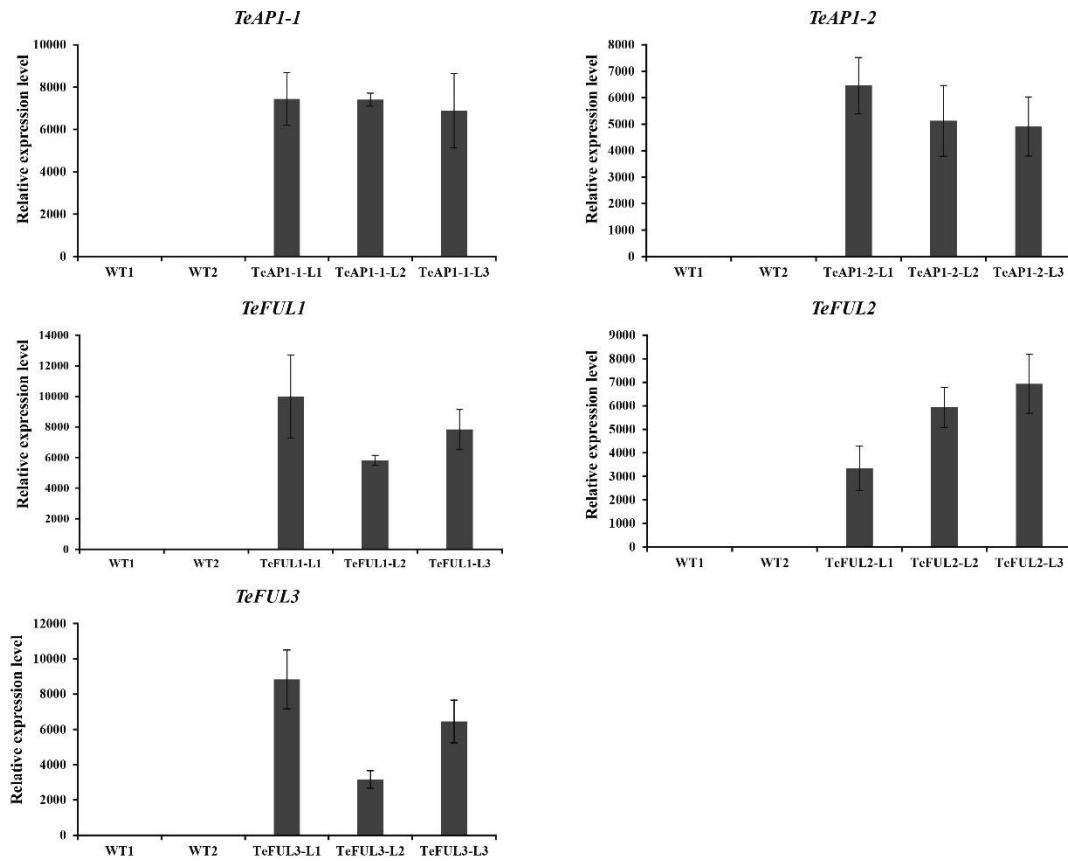 TeAP1-1
Relative expression level
10000
8000
6000
4000
2000
0
WT1 WT2 TeAP1-1-L1 TeAP1-1-L2 TeAP1-1-L3
TeAP1-2
Relative expression level
8000
7000
6000
5000
4000
3000
2000
1000
0
WT1 WT2 TeAP1-2-L1 TeAP1-2-L2 TeAP1-2-L3
TeFUL1
Relative expression level
14000
12000
10000
8000
6000
4000
2000
0
WT1 WT2 TeFUL1-L1 TeFUL1-L2 TeFUL1-L3
TeFUL2
Relative expression level
9000
8000
7000
6000
5000
4000
3000
2000
1000
0
WT1 WT2 TeFUL2-L1 TeFUL2-L2 TeFUL2-L3
TeFUL3
Relative expression level
12000
10000
8000
6000
4000
2000
0
WT1 WT2 TeFUL3-L1 TeFUL3-L2 TeFUL3-L3